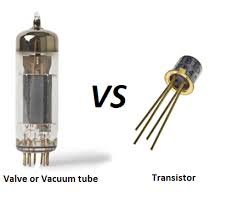 VS
Valve or Vacuum tube
Transistor